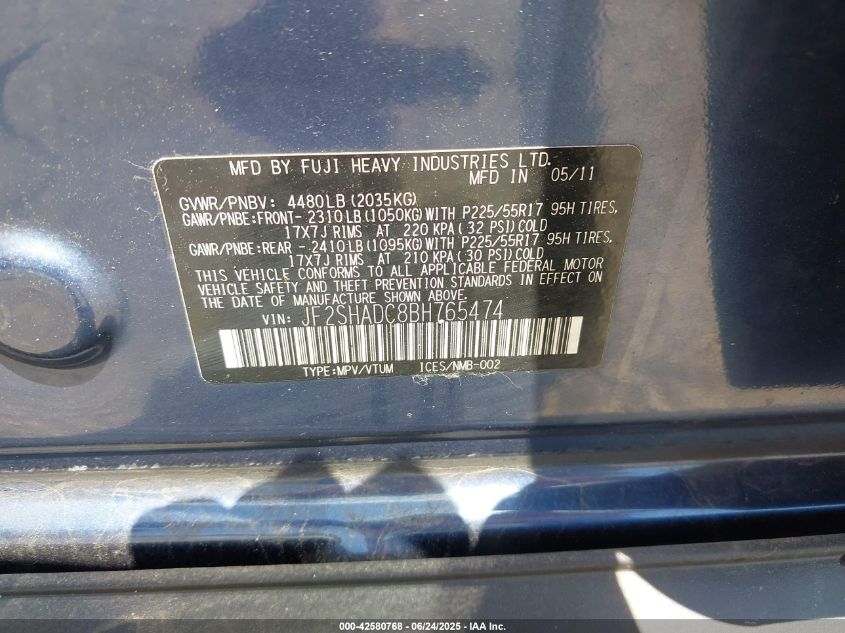 MFD BY FUJI HEAVY INDUSTRIES LTD.
MFD IN 05/11
GVWR/PNBV: 4480LB (2035KG)
GAWR/PNBE:FRONT- 2310LB (1050KG)WITH P225/55R17 95H TIRES,
17X7J RIMS AT 220 KPA (32 PSI)COLD
GAWR/PNBE:REAR -2410LB (1095KG)WITH P225/55R17 95H TIRES,
17X7J RIMS AT 210 KPA (30 PSI)COLD
THIS VEHICLE CONFORMS TO ALL APPLICABLE FEDERAL MOTOR
VEHICLE SAFETY AND THEFT PREVENTION STANDARDS IN EFFECT ON
THE DATE OF MANUFACTURE SHOWN ABOVE.
VIN: JF2SHADC8BH765474
TYPE:MPV/VTUM ICES/NMB-002
000-42580768 - 06/24/2025 - IAA Inc.